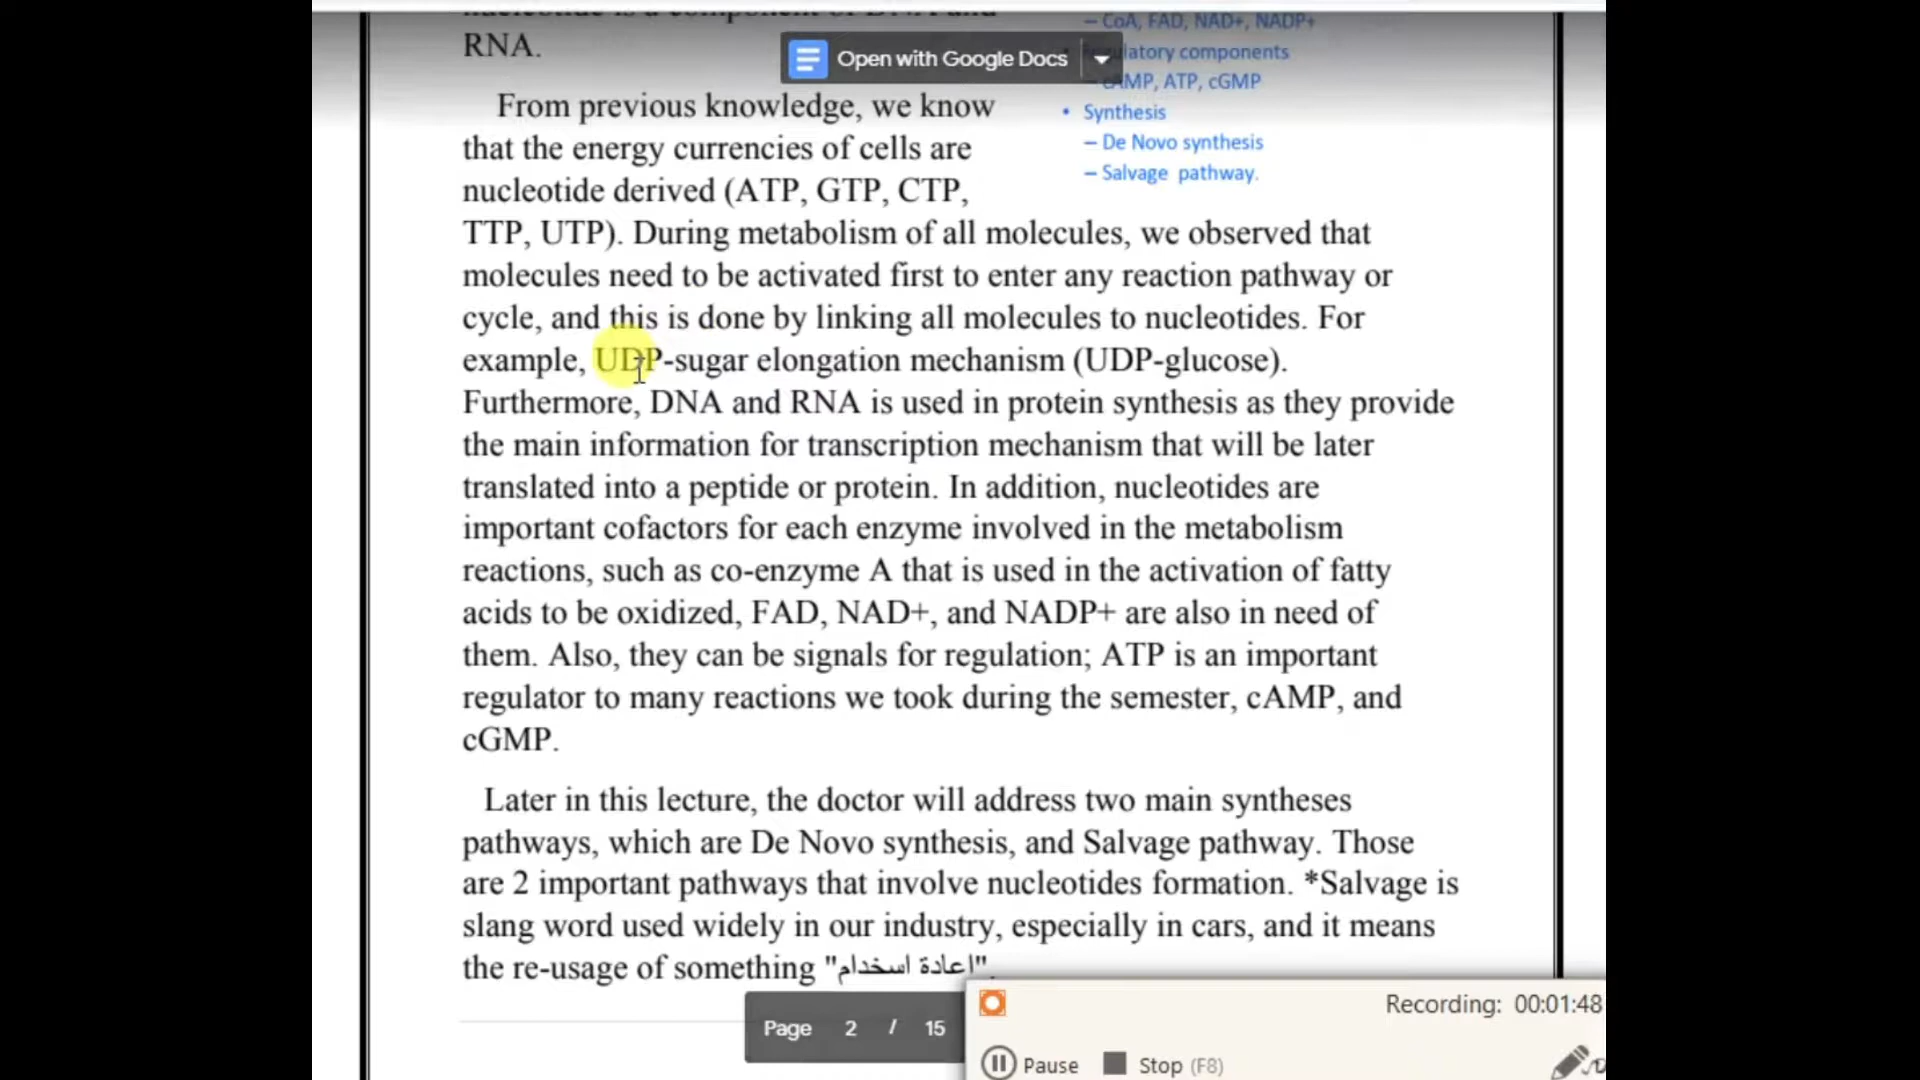 RNA.
– CoA, FAD, NAD+, NADP+
Open with Google Docs
components
cAMP, ATP, cGMP
• Synthesis
– De Novo synthesis
– Salvage pathway.
From previous knowledge, we know
that the energy currencies of cells are
nucleotide derived (ATP, GTP, CTP,
TTP, UTP). During metabolism of all molecules, we observed that
molecules need to be activated first to enter any reaction pathway or
cycle, and this is done by linking all molecules to nucleotides. For
example, UDP-sugar elongation mechanism (UDP-glucose).
Furthermore, DNA and RNA is used in protein synthesis as they provide
the main information for transcription mechanism that will be later
translated into a peptide or protein. In addition, nucleotides are
important cofactors for each enzyme involved in the metabolism
reactions, such as co-enzyme A that is used in the activation of fatty
acids to be oxidized, FAD, NAD+, and NADP+ are also in need of
them. Also, they can be signals for regulation; ATP is an important
regulator to many reactions we took during the semester, cAMP, and
cGMP.
Later in this lecture, the doctor will address two main syntheses
pathways, which are De Novo synthesis, and Salvage pathway. Those
are 2 important pathways that involve nucleotides formation. *Salvage is
slang word used widely in our industry, especially in cars, and it means
the re-usage of something "اعادة اسخدام".
Page 2 / 15
Recording: 00:01:48
Pause Stop (F8)